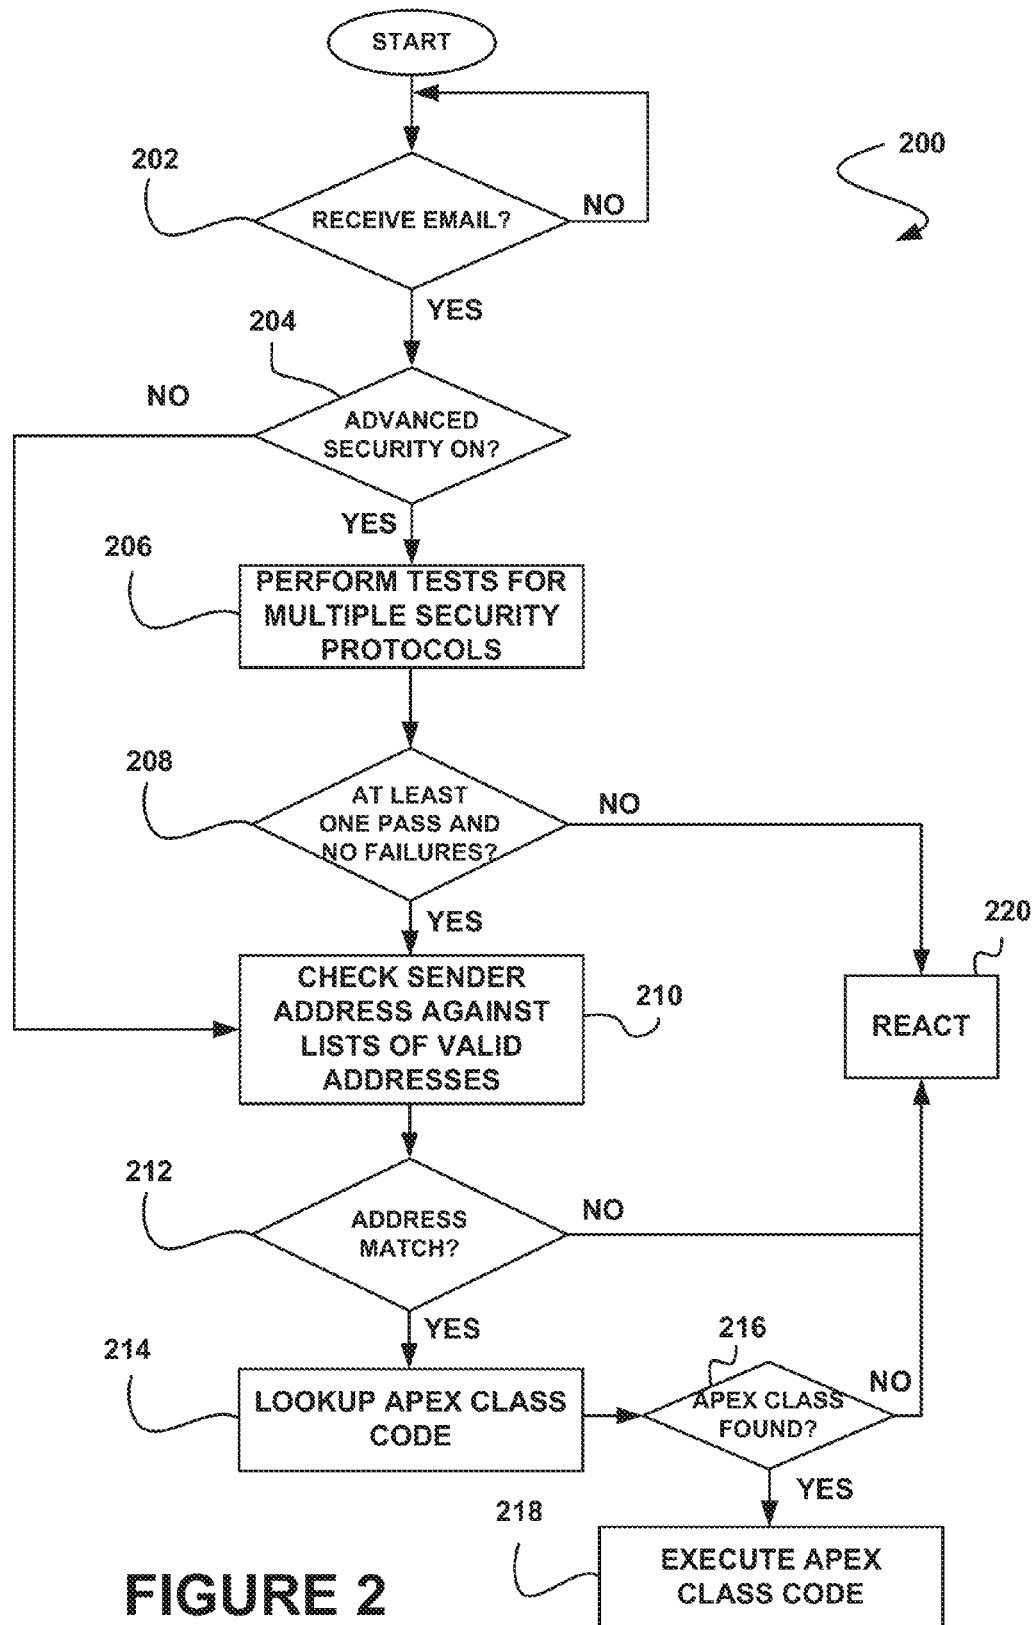 START
202
200
RECEIVE EMAIL?
NO
YES
204
NO
ADVANCED
SECURITY ON?
YES
206
PERFORM TESTS FOR
MULTIPLE SECURITY
PROTOCOLS
208
AT LEAST
ONE PASS AND
NO FAILURES?
NO
YES
220
CHECK SENDER
ADDRESS AGAINST
LISTS OF VALID
ADDRESSES
210
REACT
212
ADDRESS
MATCH?
NO
YES
214
LOOKUP APEX CLASS
CODE
216
APEX CLASS
FOUND?
NO
YES
218
EXECUTE APEX
CLASS CODE
FIGURE 2